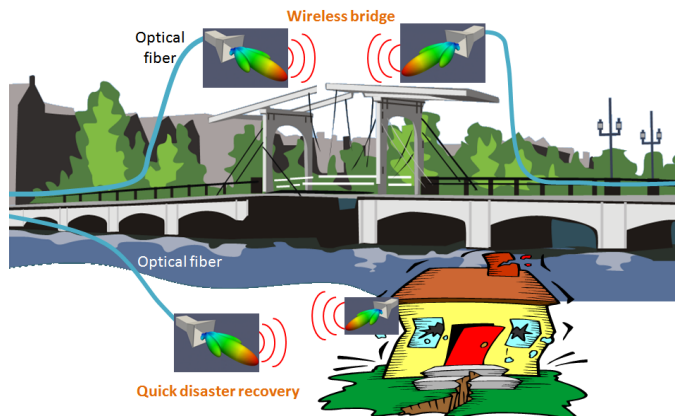 Wireless bridge
Optical
fiber
Optical fiber
Quick disaster recovery